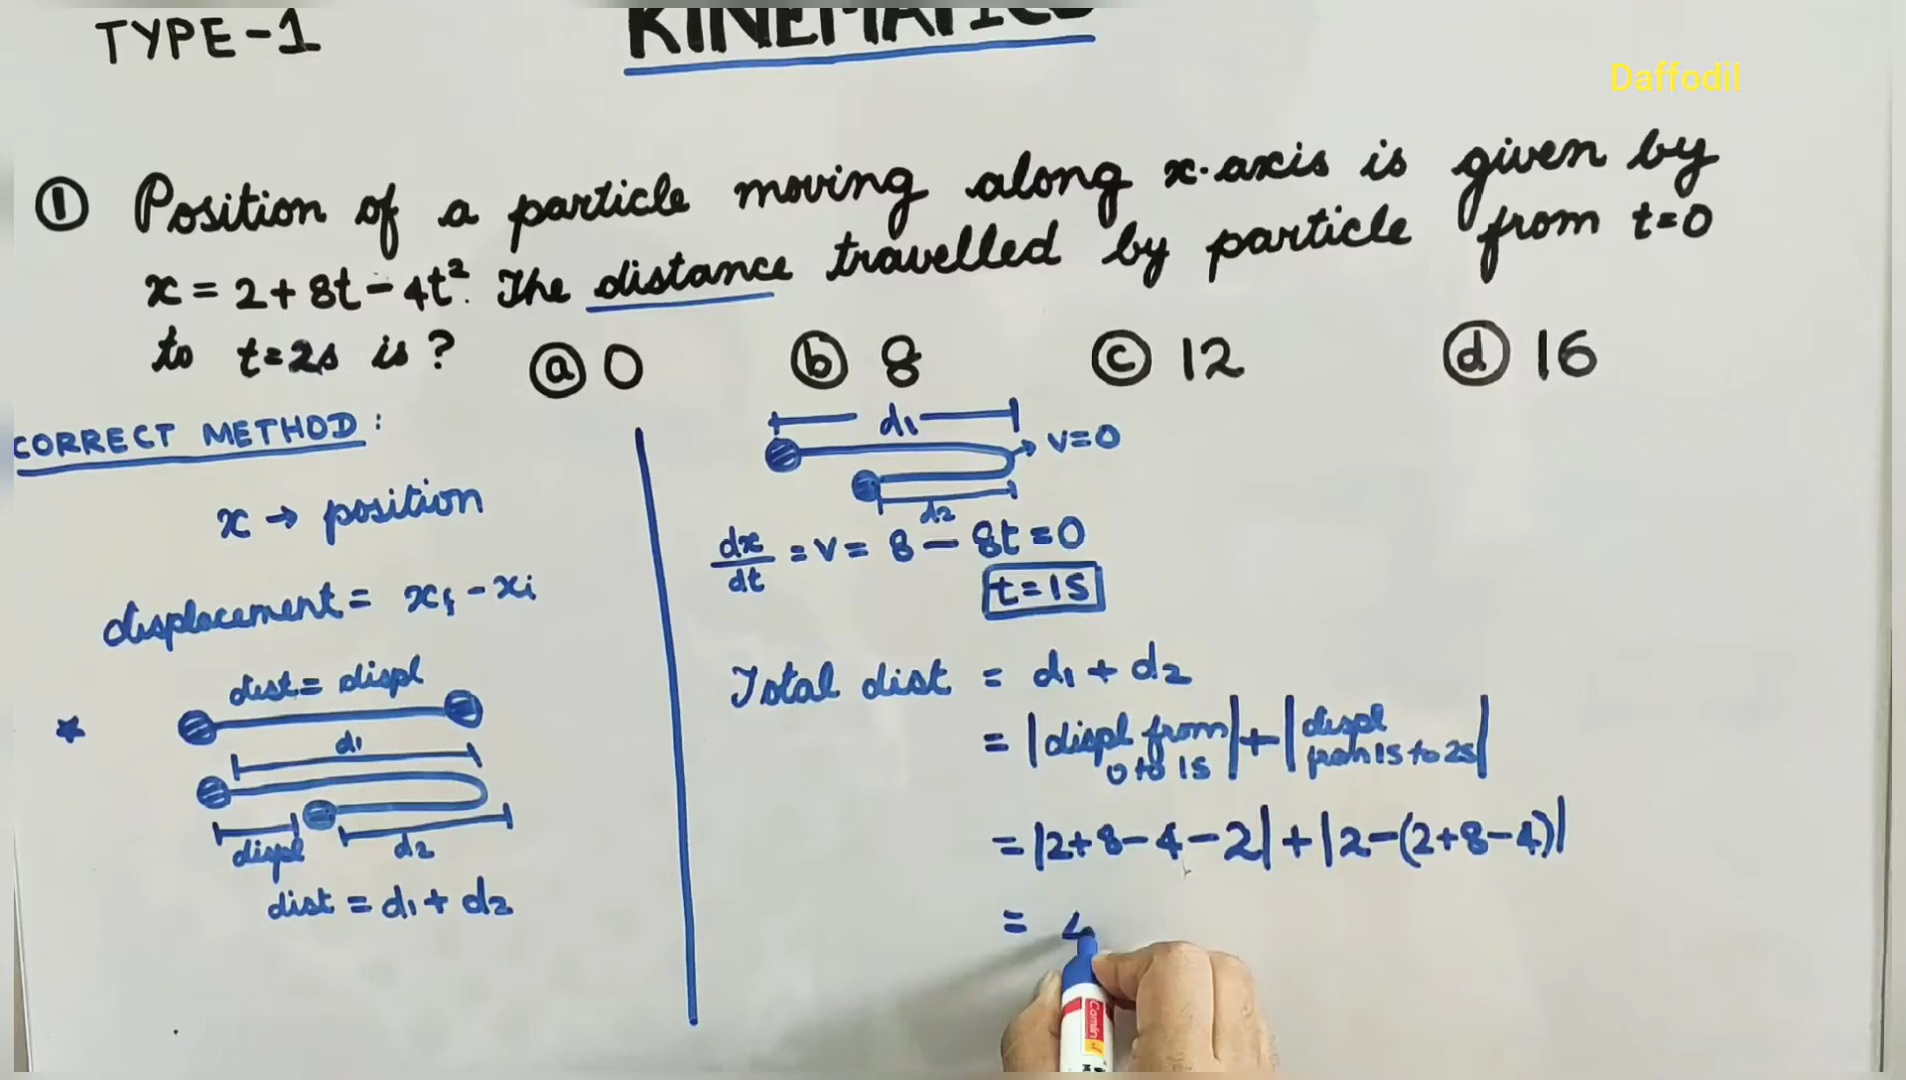 TYPE-1
KINEMATICS
Daffodil
① Position of a particle moving along x-axis is given by
x = 2 + 8t - 4t². The distance travelled by particle from t=0
to t=2s is?
ⓐ 0 ⓑ 8 ⓒ 12 ⓓ 16
CORRECT METHOD :
x → position
displacement = xf - xi
dist = displ
★
d1
displ d2
dist = d1 + d2
d1
→ v=0
d2
dx/dt = v = 8 - 8t = 0
t = 1s
Total dist = d1 + d2
= |displ from 0 to 1s| + |displ from 1s to 2s|
= |2+8-4-2| + |2-(2+8-4)|
= 4
Camlin